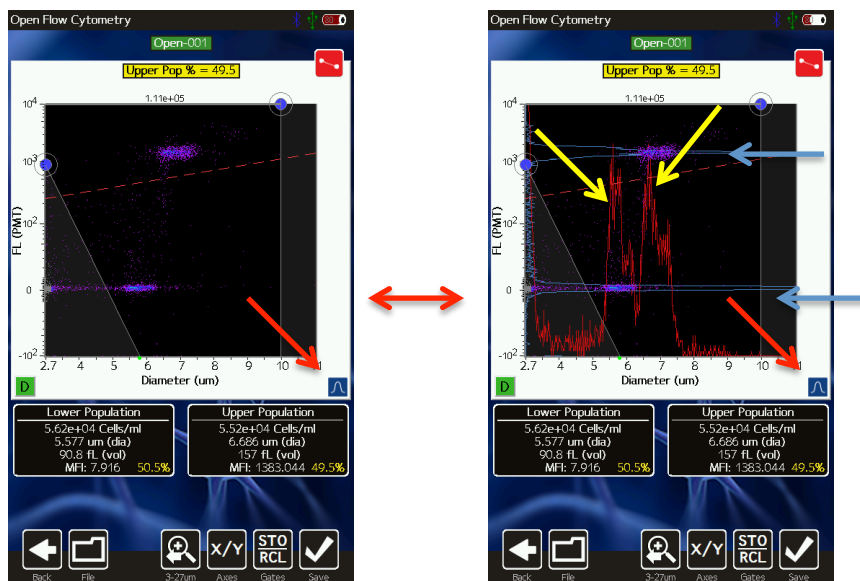 Open Flow Cytometry
Open-001
Upper Pop % = 49.5
1.11e+05
10^4
10^3
10^2
0
-10^2
FL (PMT)
2.7 4 5 6 7 8 9 10 11
Diameter (um)
D
Lower Population
5.62e+04 Cells/ml
5.577 um (dia)
90.8 fL (vol)
MFI: 7.916 50.5%
Upper Population
5.52e+04 Cells/ml
6.686 um (dia)
157 fL (vol)
MFI: 1383.044 49.5%
X/Y
STO
RCL
Back File 3-27um Axes Gates Save
Open Flow Cytometry
Open-001
Upper Pop % = 49.5
1.11e+05
10^4
10^3
10^2
0
-10^2
FL (PMT)
2.7 4 5 6 7 8 9 10 11
Diameter (um)
D
Lower Population
5.62e+04 Cells/ml
5.577 um (dia)
90.8 fL (vol)
MFI: 7.916 50.5%
Upper Population
5.52e+04 Cells/ml
6.686 um (dia)
157 fL (vol)
MFI: 1383.044 49.5%
X/Y
STO
RCL
Back File 3-27um Axes Gates Save